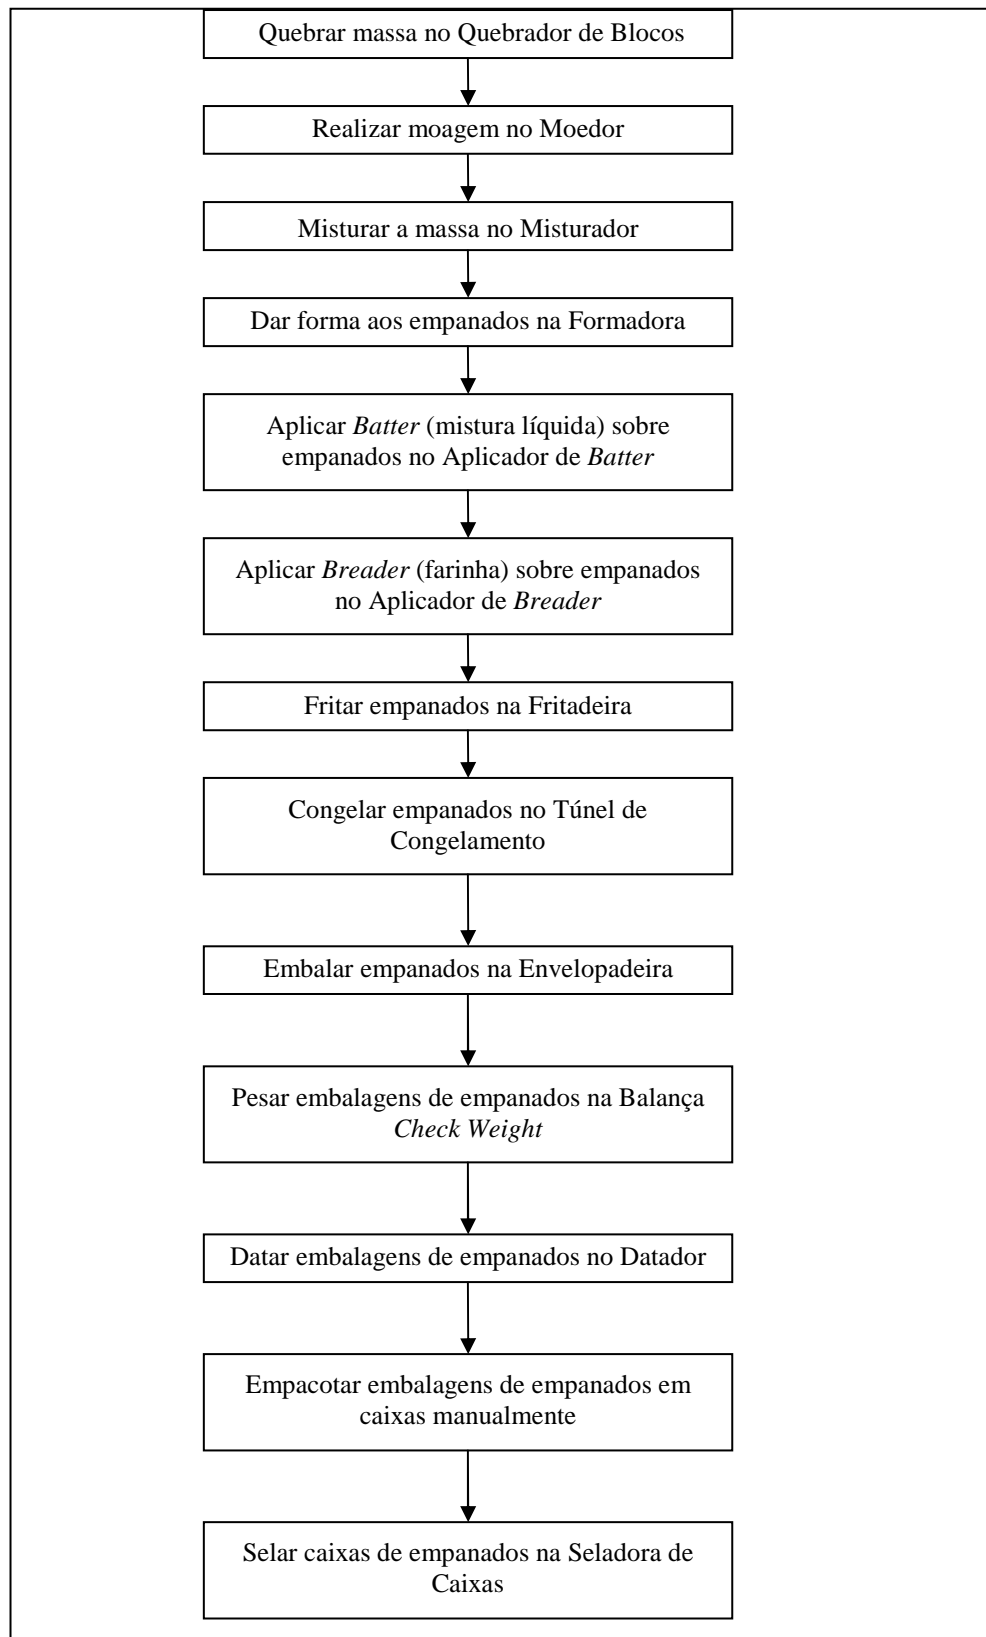 Quebrar massa no Quebrador de Blocos
Realizar moagem no Moedor
Misturar a massa no Misturador
Dar forma aos empanados na Formadora
Aplicar Batter (mistura líquida) sobre
empanados no Aplicador de Batter
Aplicar Breader (farinha) sobre empanados
no Aplicador de Breader
Fritar empanados na Fritadeira
Congelar empanados no Túnel de
Congelamento
Embalar empanados na Envelopadeira
Pesar embalagens de empanados na Balança
Check Weight
Datar embalagens de empanados no Datador
Empacotar embalagens de empanados em
caixas manualmente
Selar caixas de empanados na Seladora de
Caixas